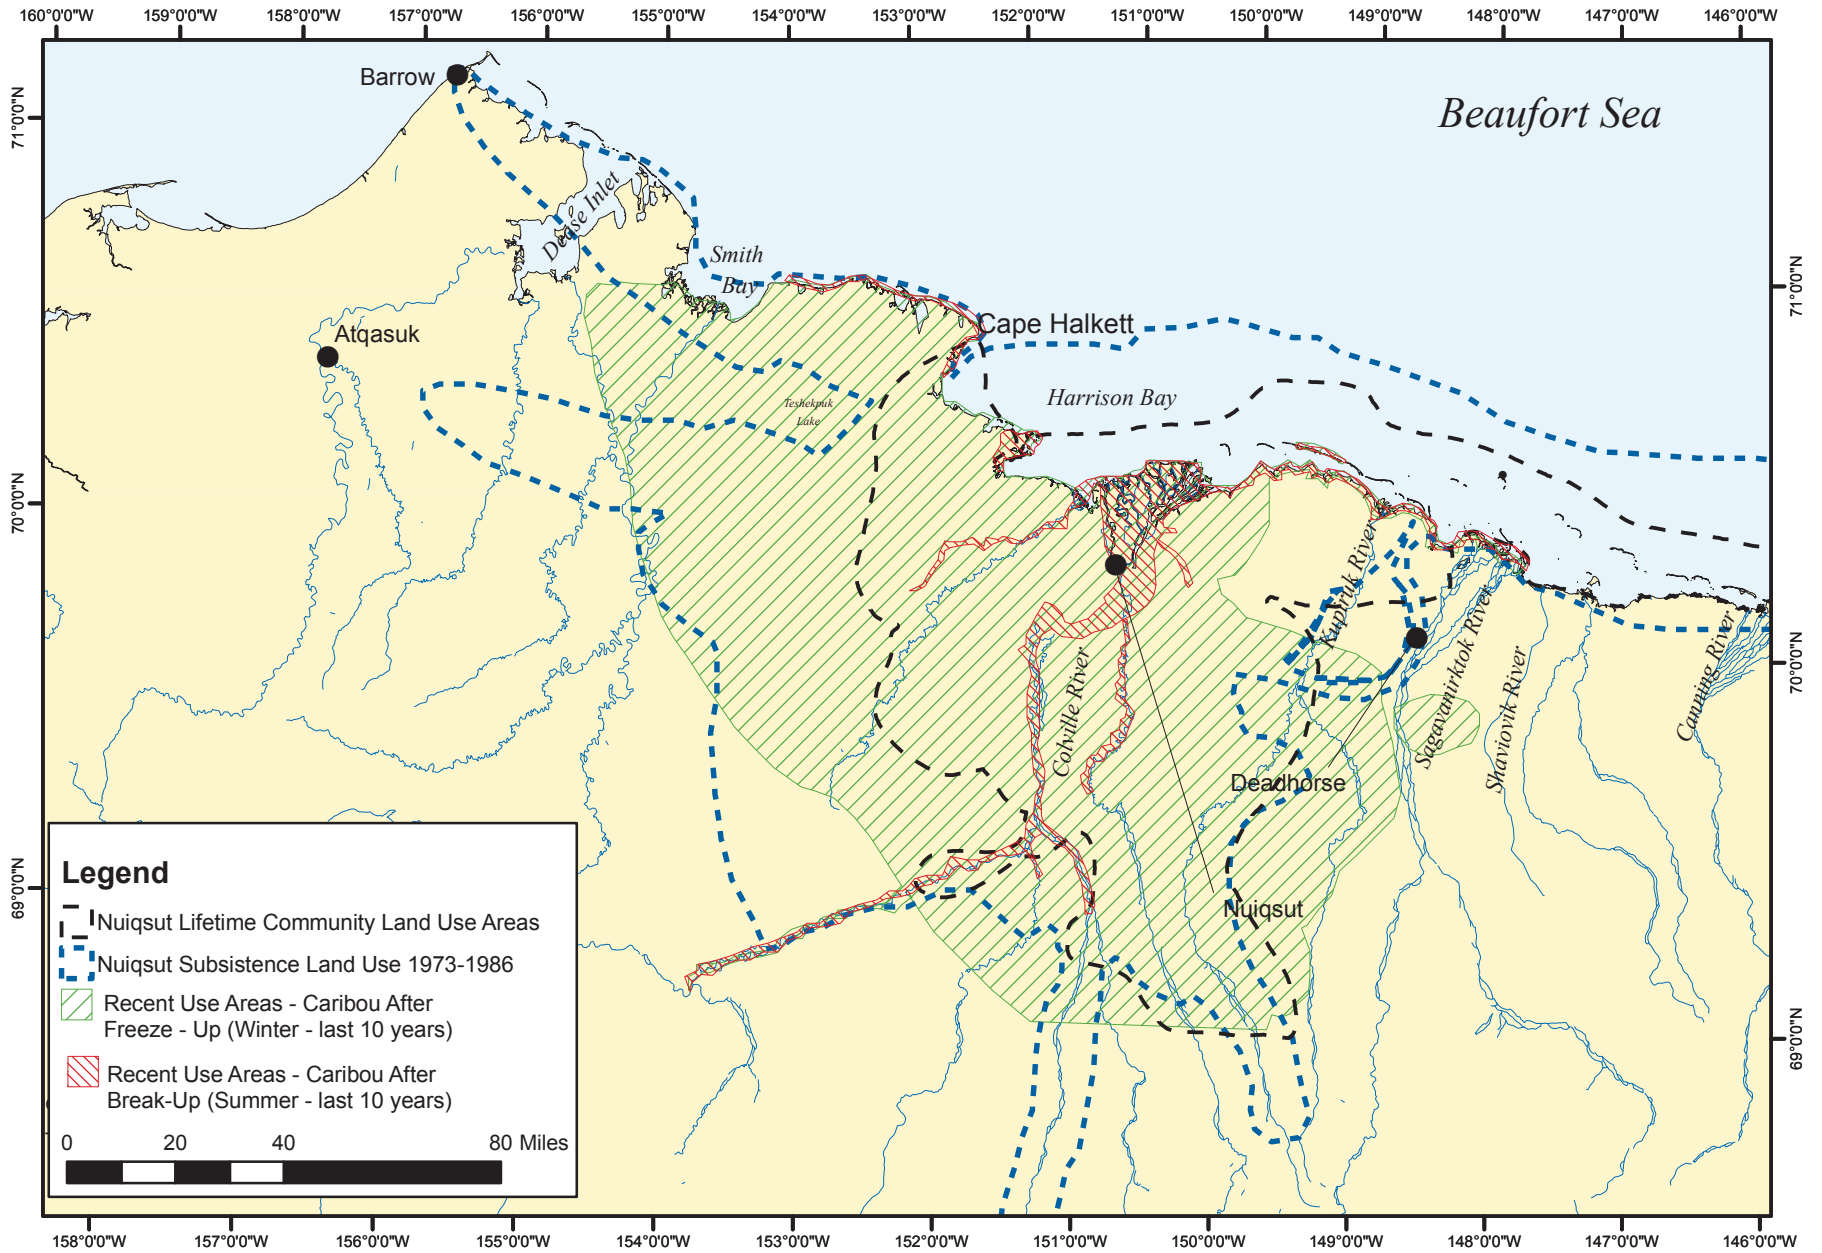 160°0'0"W 159°0'0"W 158°0'0"W 157°0'0"W 156°0'0"W 155°0'0"W 154°0'0"W 153°0'0"W 152°0'0"W 151°0'0"W 150°0'0"W 149°0'0"W 148°0'0"W 147°0'0"W 146°0'0"W
Barrow
Beaufort Sea
71°0'0"N
Dease Inlet
Smith
Bay
71°0'0"N
Cape Halkett
Atqasuk
Harrison Bay
Teshekpuk
Lake
70°0'0"N
Kupiruk River
Sagavanirktok River
Shaviovik River
Canning River
70°0'0"N
Colville River
Deadhorse
Nuiqsut
69°0'0"N
69°0'0"N
Legend
Nuiqsut Lifetime Community Land Use Areas
Nuiqsut Subsistence Land Use 1973-1986
Recent Use Areas - Caribou After
Freeze - Up (Winter - last 10 years)
Recent Use Areas - Caribou After
Break-Up (Summer - last 10 years)
0 20 40 80 Miles
158°0'0"W 157°0'0"W 156°0'0"W 155°0'0"W 154°0'0"W 153°0'0"W 152°0'0"W 151°0'0"W 150°0'0"W 149°0'0"W 148°0'0"W 147°0'0"W 146°0'0"W